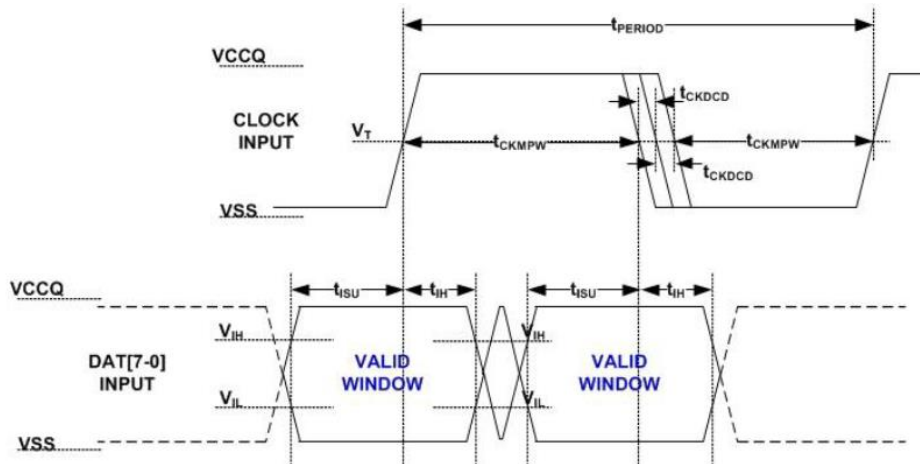 tPERIOD
VCCQ
tCKDCD
CLOCK
INPUT
VT
tCKMPW
tCKMPW
tCKDCD
VSS
VCCQ
tISU
tIH
tISU
tIH
VIH
VIH
DAT[7-0]
INPUT
VALID
WINDOW
VALID
WINDOW
VIL
VIL
VSS